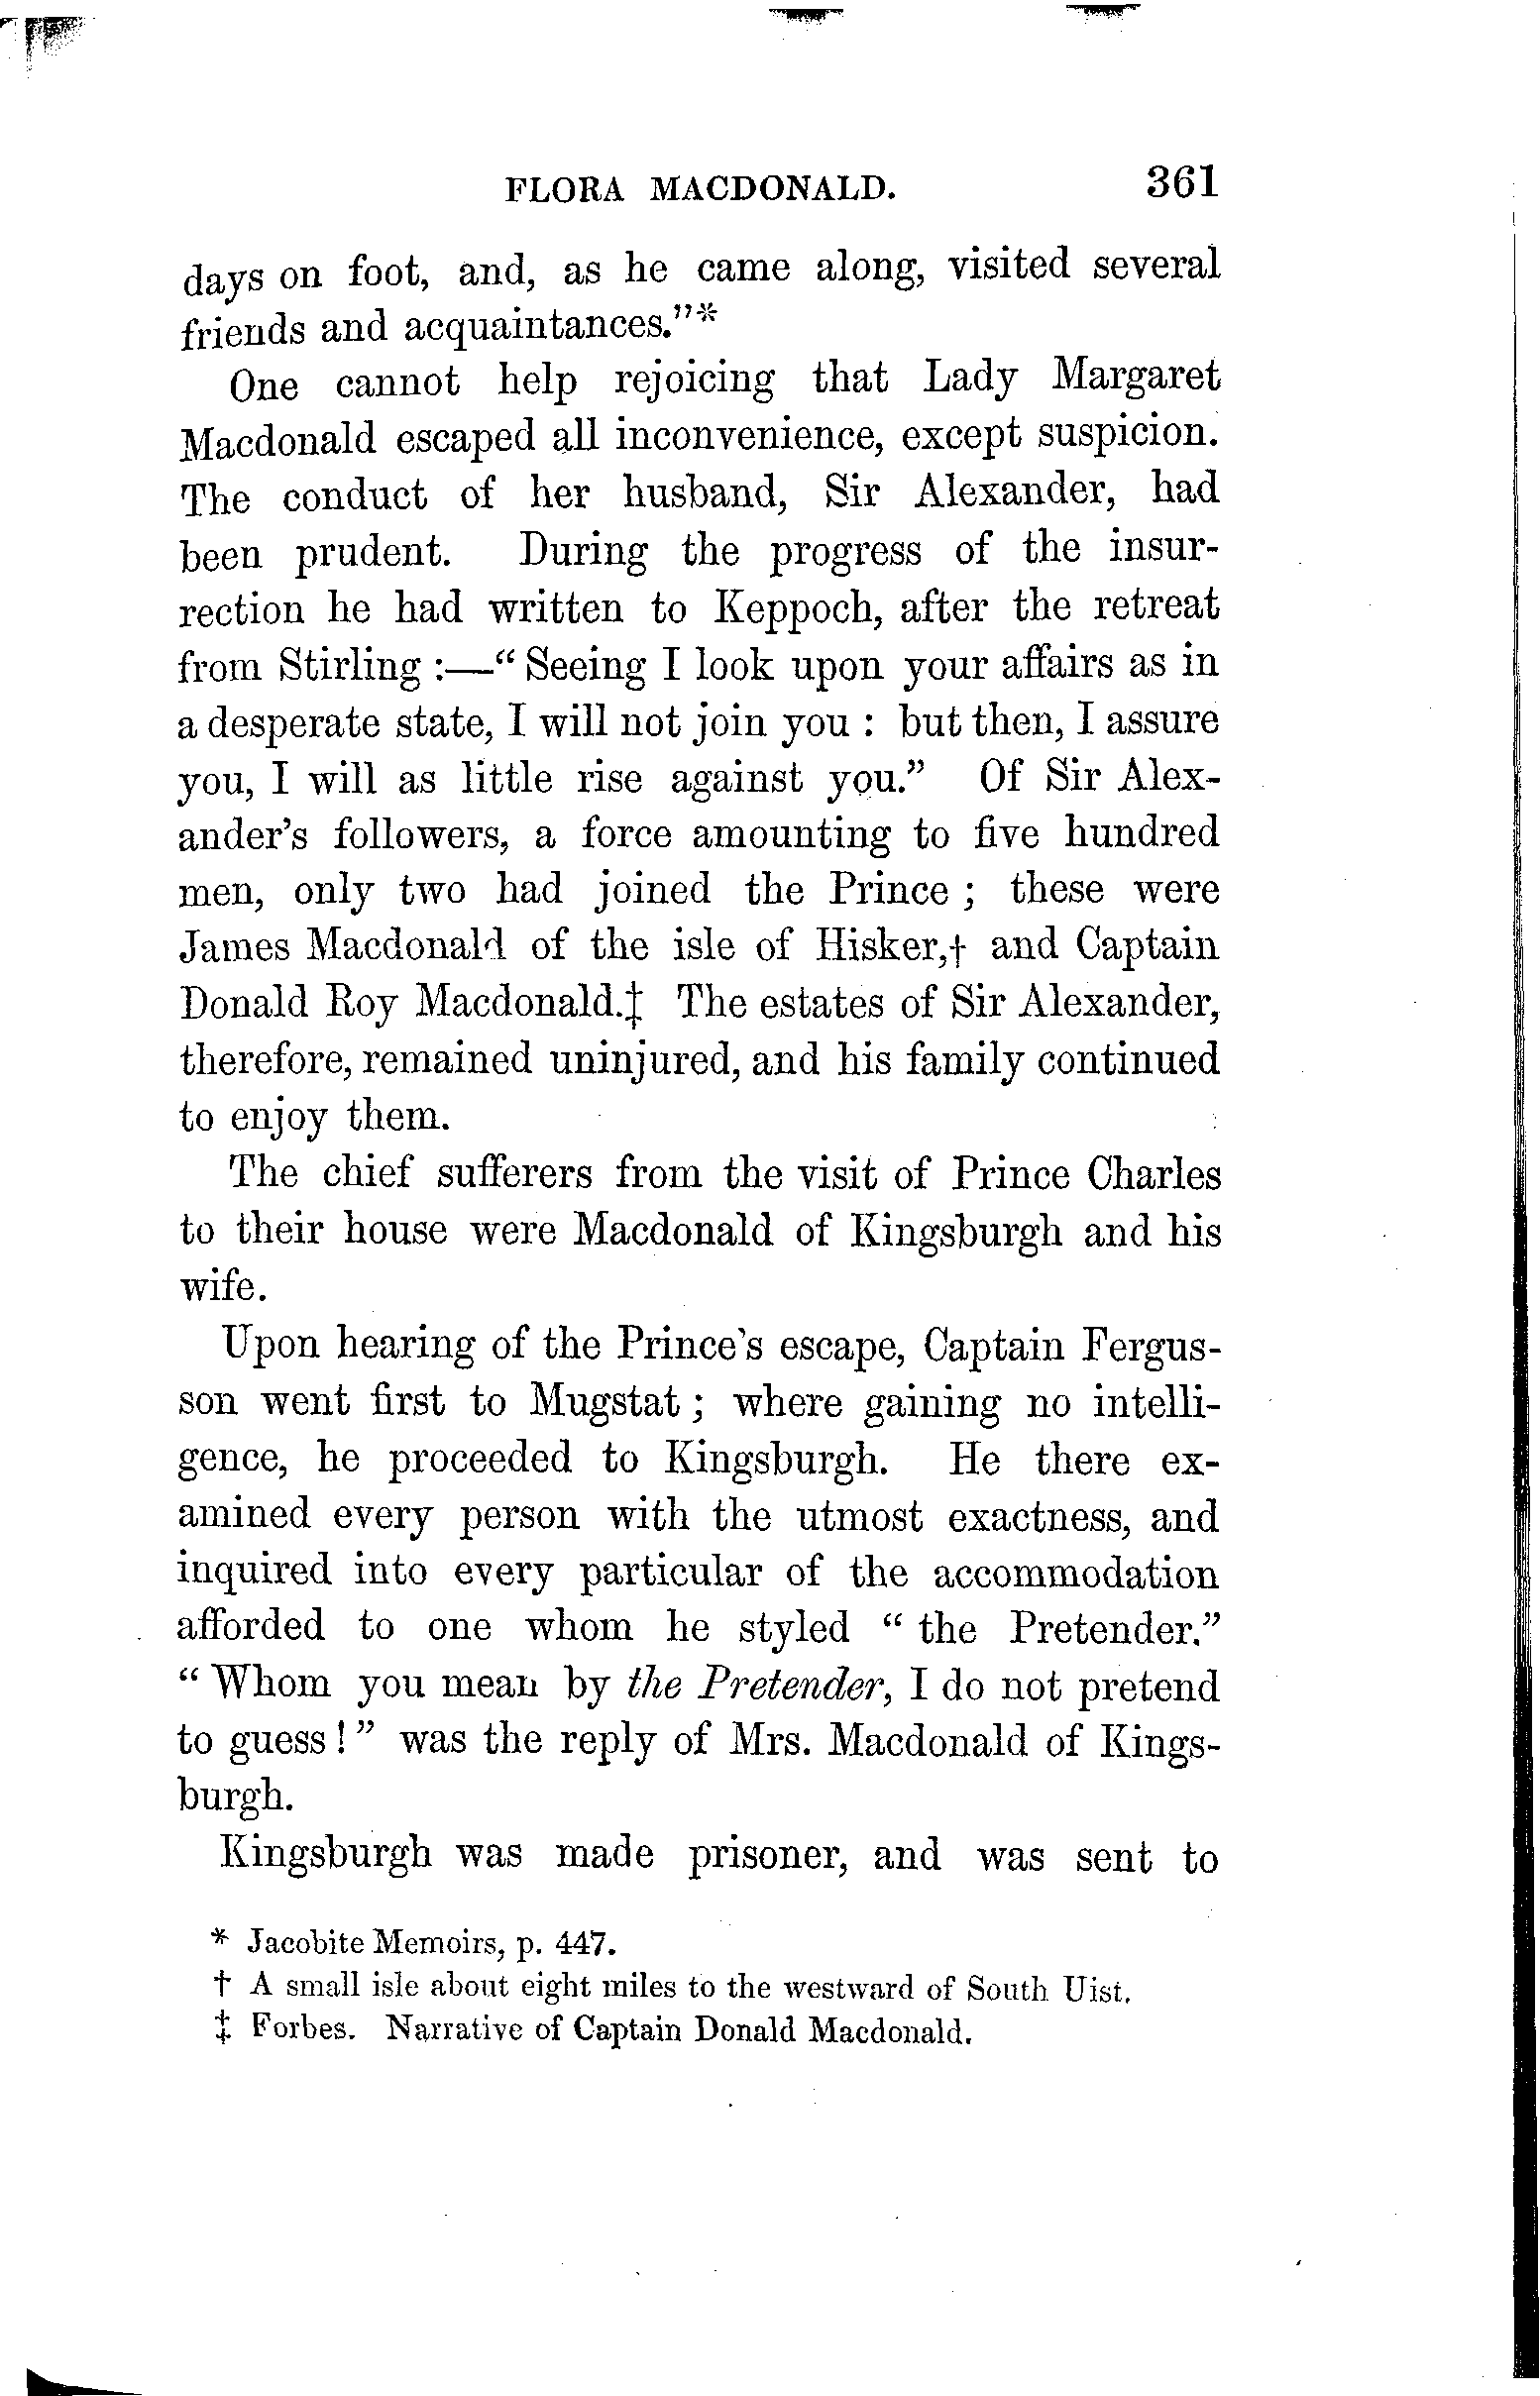 FLORA MACDONALD. 361
days on foot, and, as he came along, visited several
friends and acquaintances."*
One cannot help rejoicing that Lady Margaret
Macdonald escaped all inconvenience, except suspicion.
The conduct of her husband, Sir Alexander, had
been prudent. During the progress of the insur-
rection he had written to Keppoch, after the retreat
from Stirling :—" Seeing I look upon your affairs as in
a desperate state, I will not join you : but then, I assure
you, I will as little rise against you." Of Sir Alex-
ander's followers, a force amounting to five hundred
men, only two had joined the Prince ; these were
James Macdonald of the isle of Hisker,† and Captain
Donald Roy Macdonald.‡ The estates of Sir Alexander,
therefore, remained uninjured, and his family continued
to enjoy them.
The chief sufferers from the visit of Prince Charles
to their house were Macdonald of Kingsburgh and his
wife.
Upon hearing of the Prince's escape, Captain Fergus-
son went first to Mugstat ; where gaining no intelli-
gence, he proceeded to Kingsburgh. He there ex-
amined every person with the utmost exactness, and
inquired into every particular of the accommodation
afforded to one whom he styled " the Pretender."
" Whom you mean by the Pretender, I do not pretend
to guess ! " was the reply of Mrs. Macdonald of Kings-
burgh.
Kingsburgh was made prisoner, and was sent to
* Jacobite Memoirs, p. 447.
† A small isle about eight miles to the westward of South Uist.
‡ Forbes. Narrative of Captain Donald Macdonald.